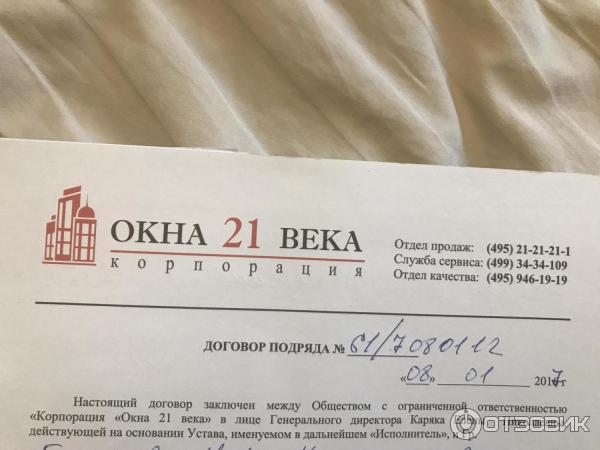 ОКНА 21 ВЕКА
корпорация
Отдел продаж: (495) 21-21-21-1
Служба сервиса: (499) 34-34-109
Отдел качества: (495) 946-19-19
ДОГОВОР ПОДРЯДА № 61/7080112
«08» 01 2017г
Настоящий договор заключен между Обществом с ограниченной ответственностью
«Корпорация «Окна 21 века» в лице Генерального директора Каряка
действующей на основании Устава, именуемом в дальнейшем «Исполнитель», и
ОТЗОВИК